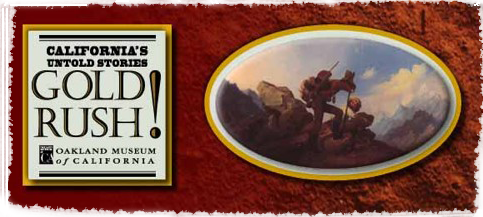 CALIFORNIA'S
UNTOLD STORIES
GOLD
RUSH!
OAKLAND MUSEUM
of CALIFORNIA